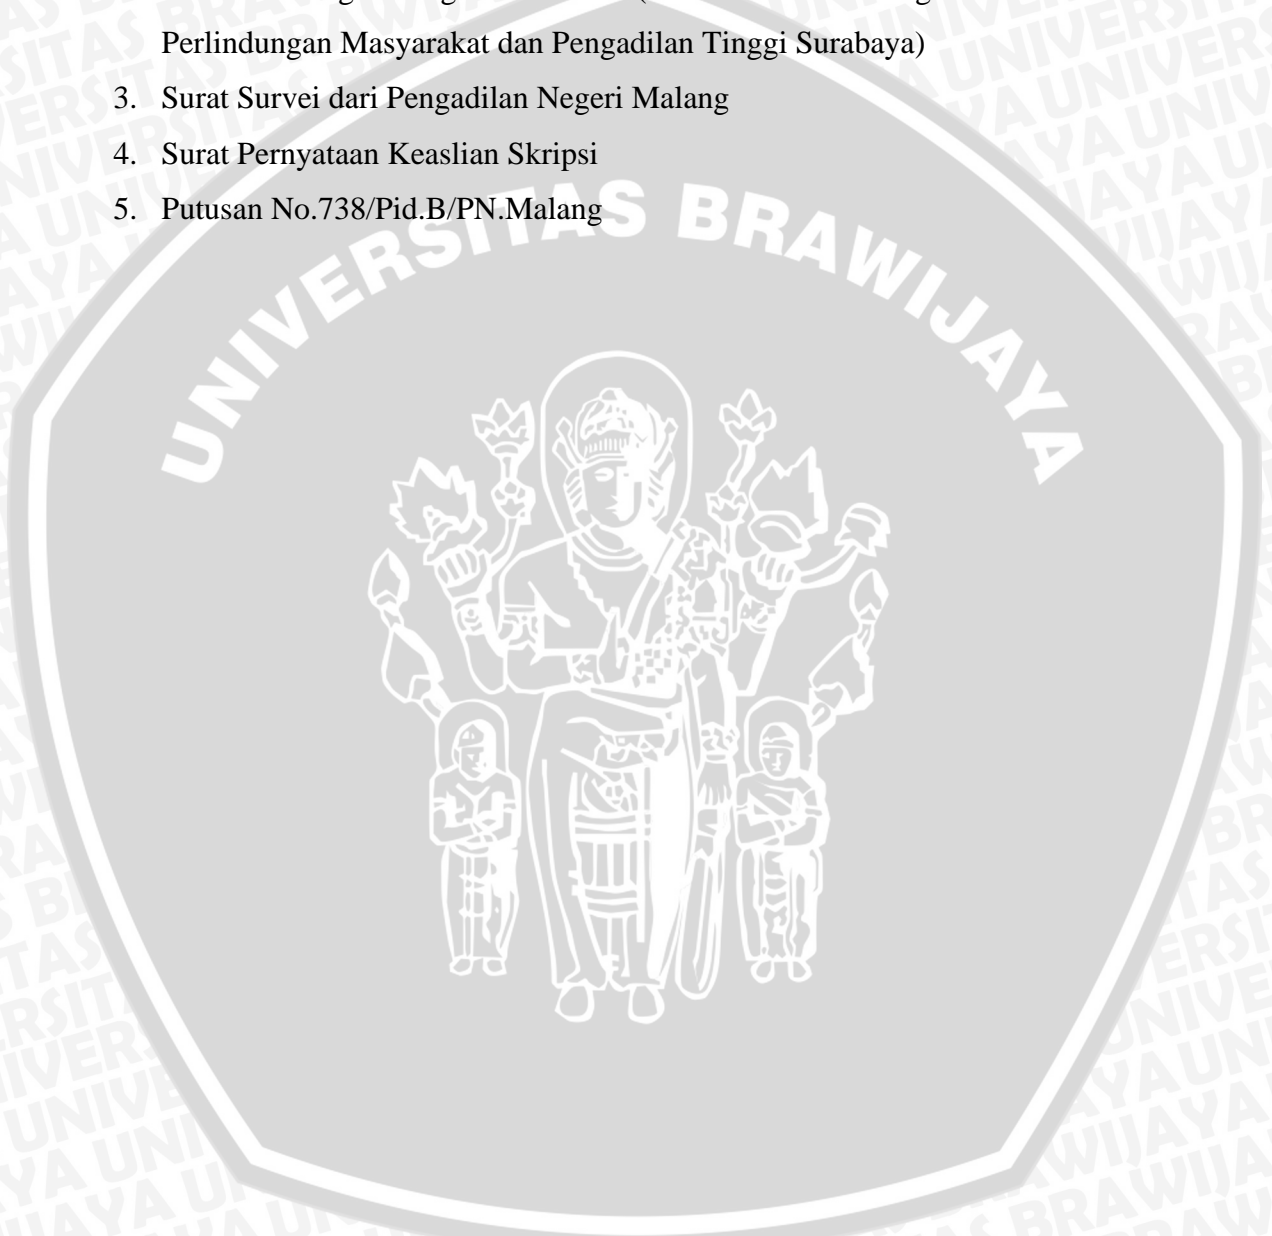 Perlindungan Masyarakat dan Pengadilan Tinggi Surabaya)
3. Surat Survei dari Pengadilan Negeri Malang
4. Surat Pernyataan Keaslian Skripsi
5. Putusan No.738/Pid.B/PN.Malang
UNIVERSITAS BRAWIJAYA